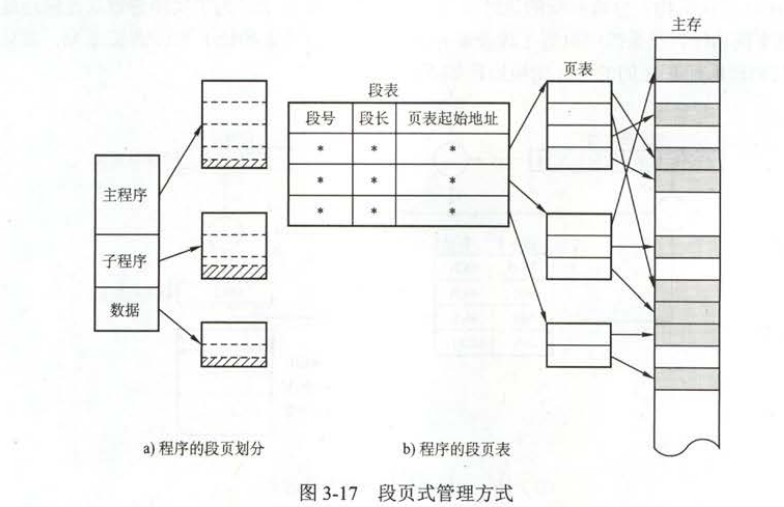 主存
页表
段表
段号 段长 页表起始地址
* * *
* * *
* * *
主程序
子程序
数据
a) 程序的段页划分
b) 程序的段页表
图 3-17 段页式管理方式